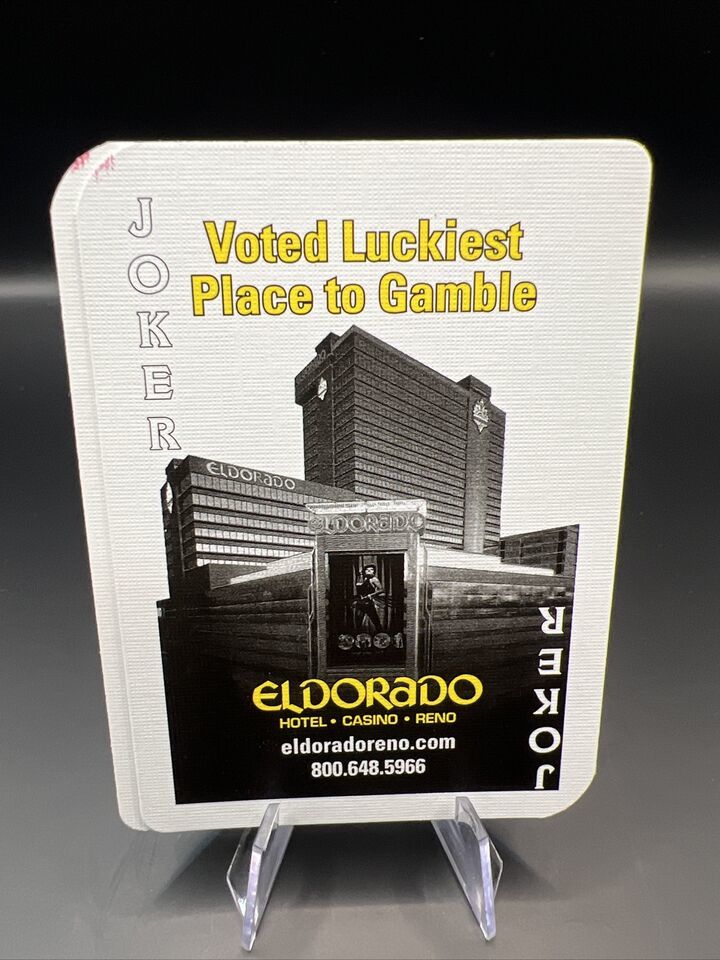 JOKER
Voted Luckiest
Place to Gamble
ELDORADO
ELDORADO
ELDORADO
HOTEL • CASINO • RENO
eldoradoreno.com
800.648.5966
JOKER